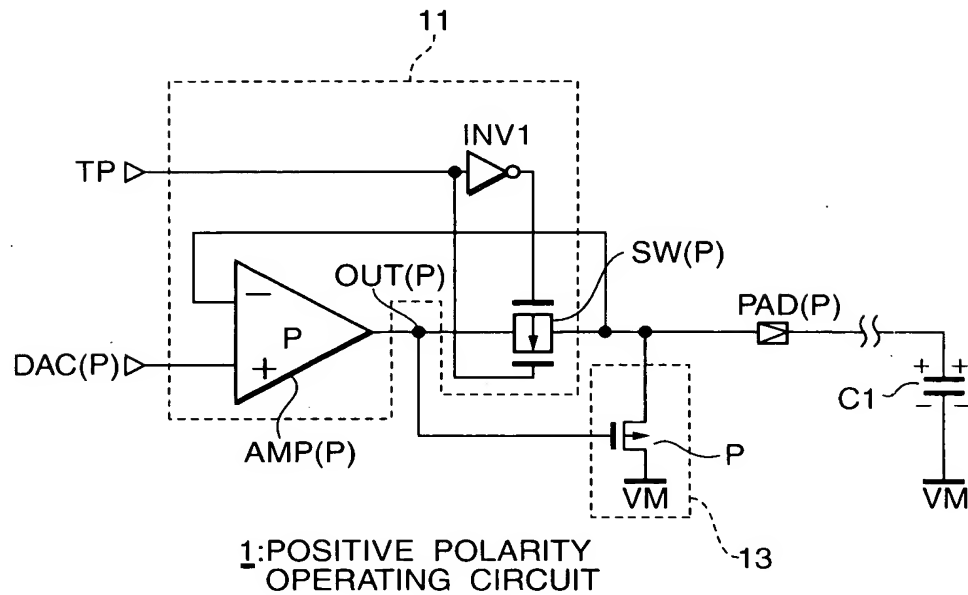 11
INV1
TP
SW(P)
OUT(P)
PAD(P)
−
P
DAC(P)
+
+ +
C1
− −
AMP(P)
P
VM
VM
1:POSITIVE POLARITY
OPERATING CIRCUIT
13